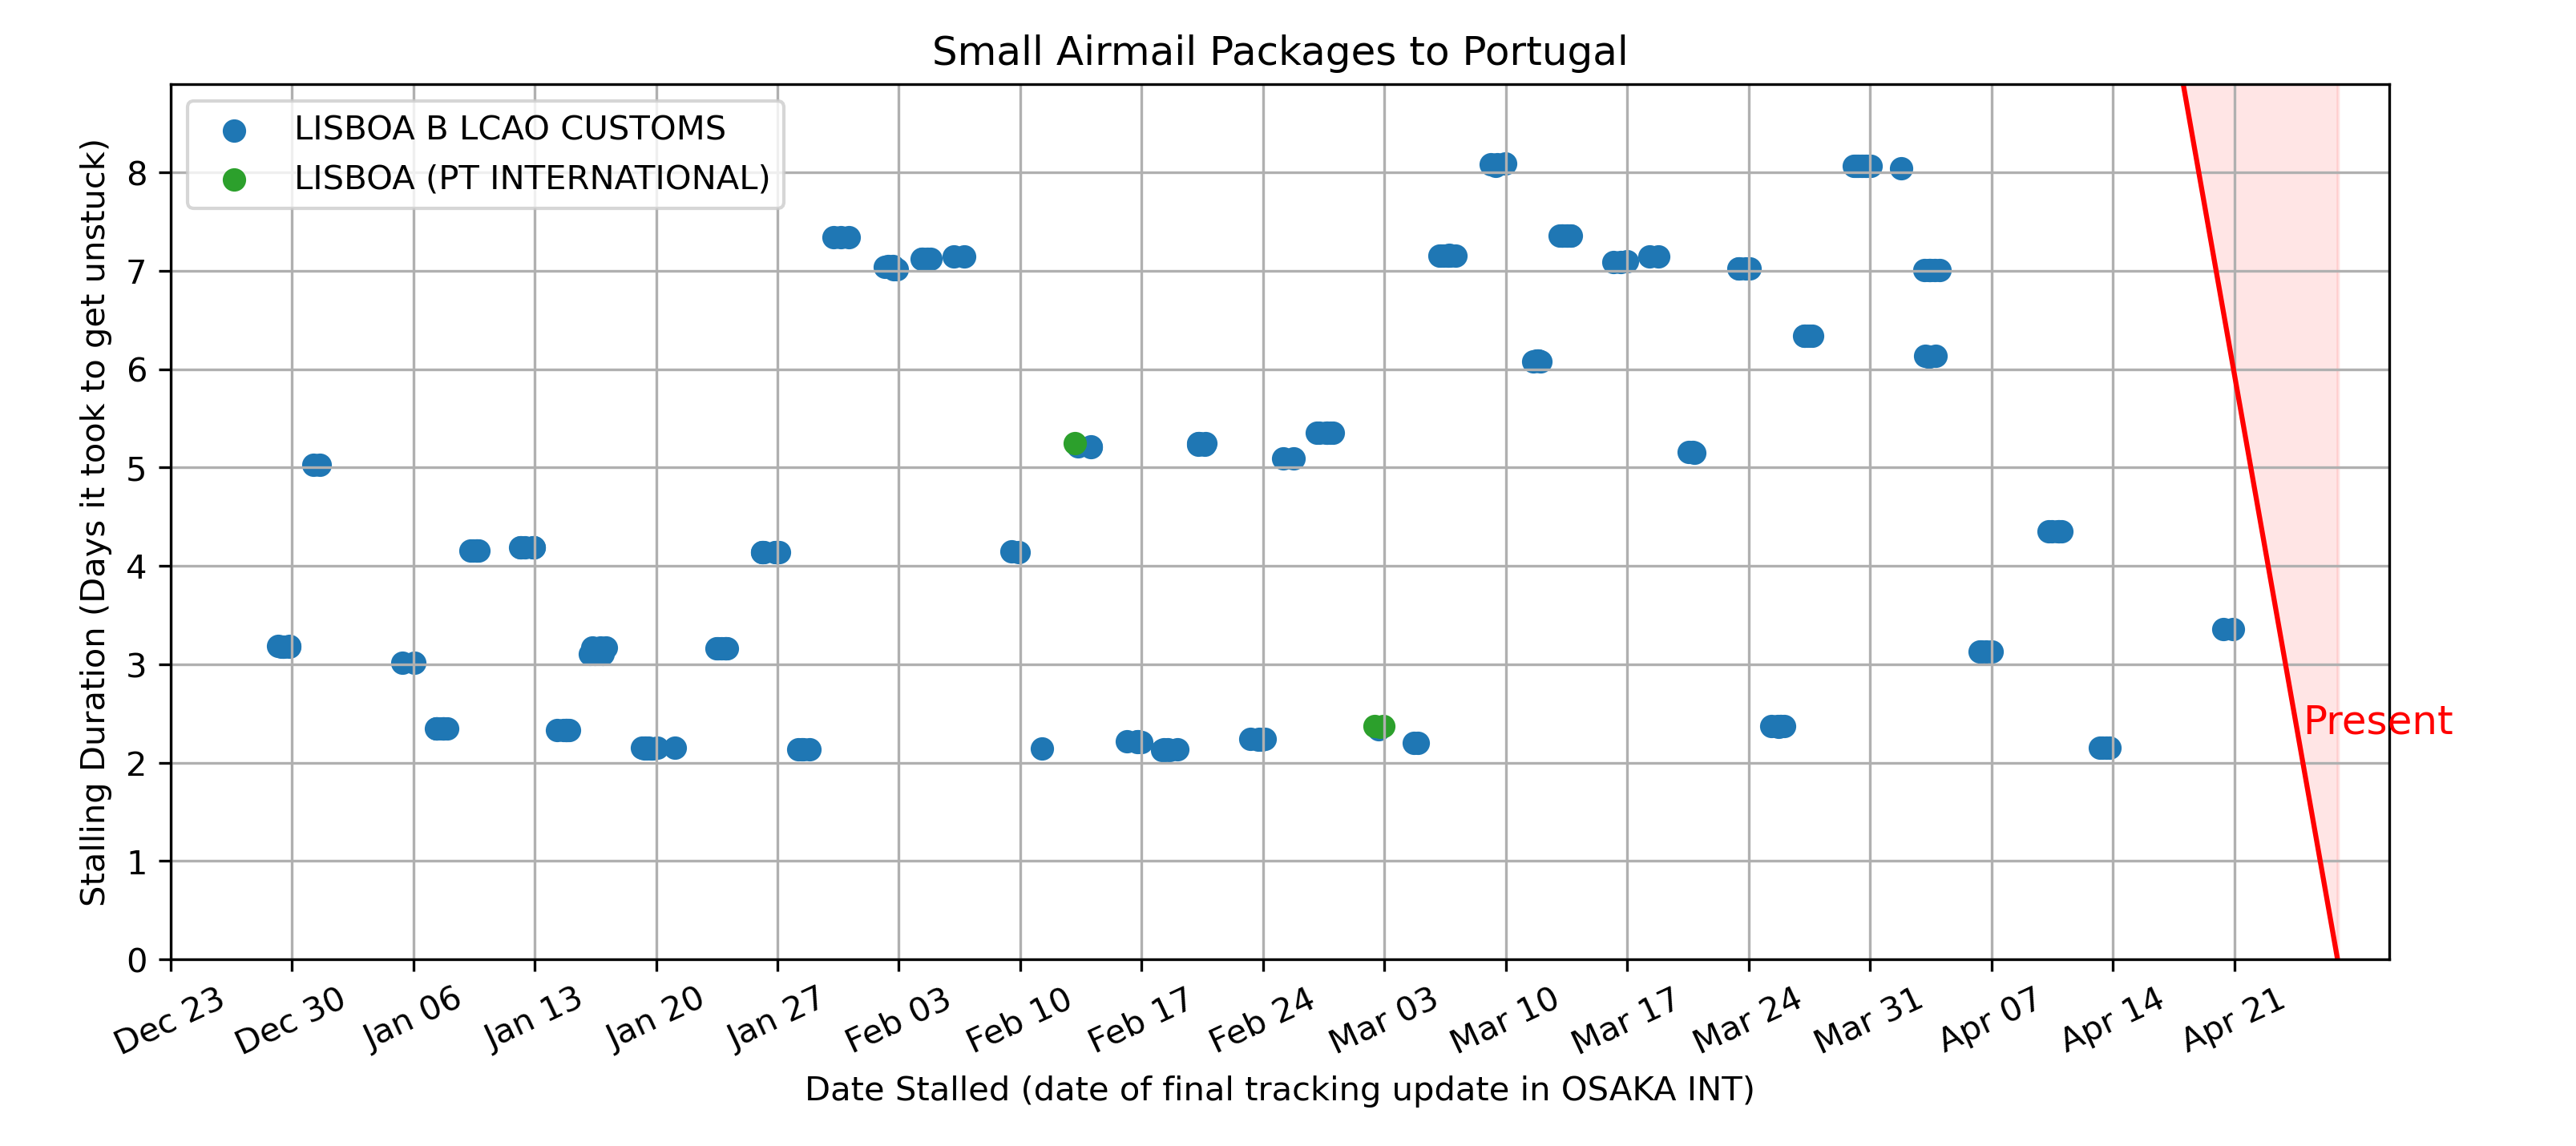 Small Airmail Packages to Portugal
LISBOA B LCAO CUSTOMS
LISBOA (PT INTERNATIONAL)
Stalling Duration (Days it took to get unstuck)
8
7
6
5
4
3
2
1
0
Present
Dec 23
Dec 30
Jan 06
Jan 13
Jan 20
Jan 27
Feb 03
Feb 10
Feb 17
Feb 24
Mar 03
Mar 10
Mar 17
Mar 24
Mar 31
Apr 07
Apr 14
Apr 21
Date Stalled (date of final tracking update in OSAKA INT)